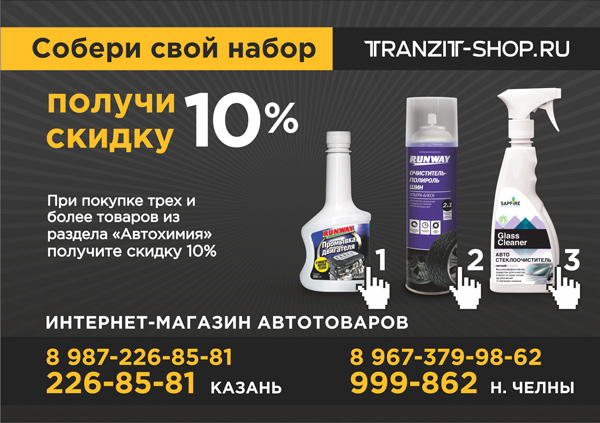 Собери свой набор
TRANZIT-SHOP.RU
получи
скидку
10%
При покупке трех и
более товаров из
раздела «Автохимия»
получите скидку 10%
RUNWAY
Промывка
двигателя
1
RUNWAY
ОЧИСТИТЕЛЬ-
ПОЛИРОЛЬ
ШИН
2 в 1
2
SAPFIRE
Glass
Cleaner
АВТО
СТЕКЛООЧИСТИТЕЛЬ
3
ИНТЕРНЕТ-МАГАЗИН АВТОТОВАРОВ
8 987-226-85-81
226-85-81 КАЗАНЬ
8 967-379-98-62
999-862 Н. ЧЕЛНЫ